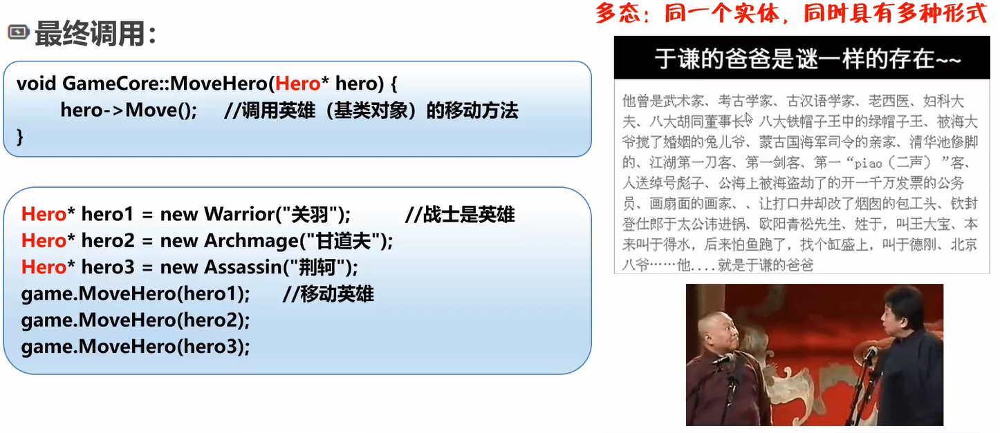 最终调用：
void GameCore::MoveHero(Hero* hero) {
hero->Move(); //调用英雄（基类对象）的移动方法
}
Hero* hero1 = new Warrior("关羽"); //战士是英雄
Hero* hero2 = new Archmage("甘道夫");
Hero* hero3 = new Assassin("荆轲");
game.MoveHero(hero1); //移动英雄
game.MoveHero(hero2);
game.MoveHero(hero3);
多态：同一个实体，同时具有多种形式
于谦的爸爸是谜一样的存在~~
他曾是武术家、考古学家、古汉语学家、老西医、妇科大
夫、八大胡同董事长、八大铁帽子王中的绿帽子王、被海大
爷搅了婚姻的兔儿爷、蒙古国海军司令的亲家、清华池修脚
的、江湖第一刀客、第一剑客、第一“piao（二声）”客、
人送绰号彪子、公海上被海盗劫了的开一千万发票的公务
员、画扇面的画家、、让打口井却改了烟囱的包工头、钦封
登仕郎于太公讳进锅、欧阳青松先生、姓于，叫王大宝、本
来叫于得水，后来怕鱼跑了，找个缸盛上，叫于德刚、北京
八爷……他....就是于谦的爸爸